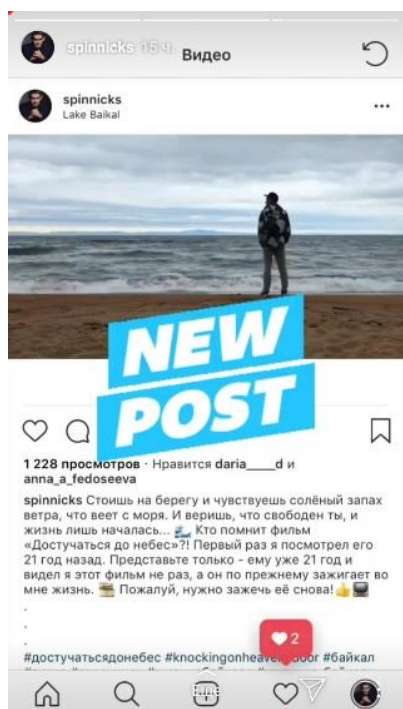 spinnicks 15 ч.
Видео
spinnicks
Lake Baikal
NEW
POST
1 228 просмотров · Нравится daria____d и
anna_a_fedoseeva
spinnicks Стоишь на берегу и чувствуешь солёный запах
ветра, что веет с моря. И веришь, что свободен ты, и
жизнь лишь началась... 🌊 Кто помнит фильм
«Достучаться до небес»?! Первый раз я посмотрел его
21 год назад. Представьте только - ему уже 21 год и
видел я этот фильм не раз, а он по прежнему зажигает во
мне жизнь. 🎬 Пожалуй, нужно зажечь её снова!👍📺
.
.
.
2
#достучатьсядонебес #байкал
Ещё